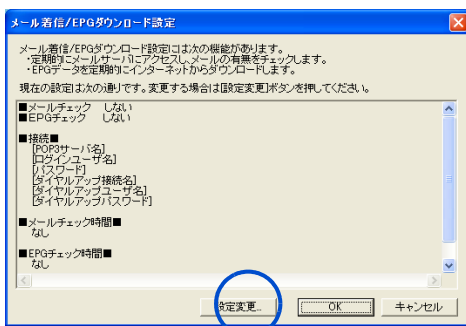 メール着信/EPGダウンロード設定
メール着信/EPGダウンロード設定には次の機能があります。
・定期的にメールサーバにアクセスし、メールの有無をチェックします。
・EPGデータを定期的にインターネットからダウンロードします。
現在の設定は次の通りです。変更する場合は[設定変更]ボタンを押してください。
■メールチェック しない
■EPGチェック しない
■接続■
[POP3サーバ名]
[ログインユーザ名]
[パスワード]
[ダイヤルアップ接続名]
[ダイヤルアップユーザ名]
[ダイヤルアップパスワード]
■メールチェック時間■
なし
■EPGチェック時間■
なし
設定変更... OK キャンセル